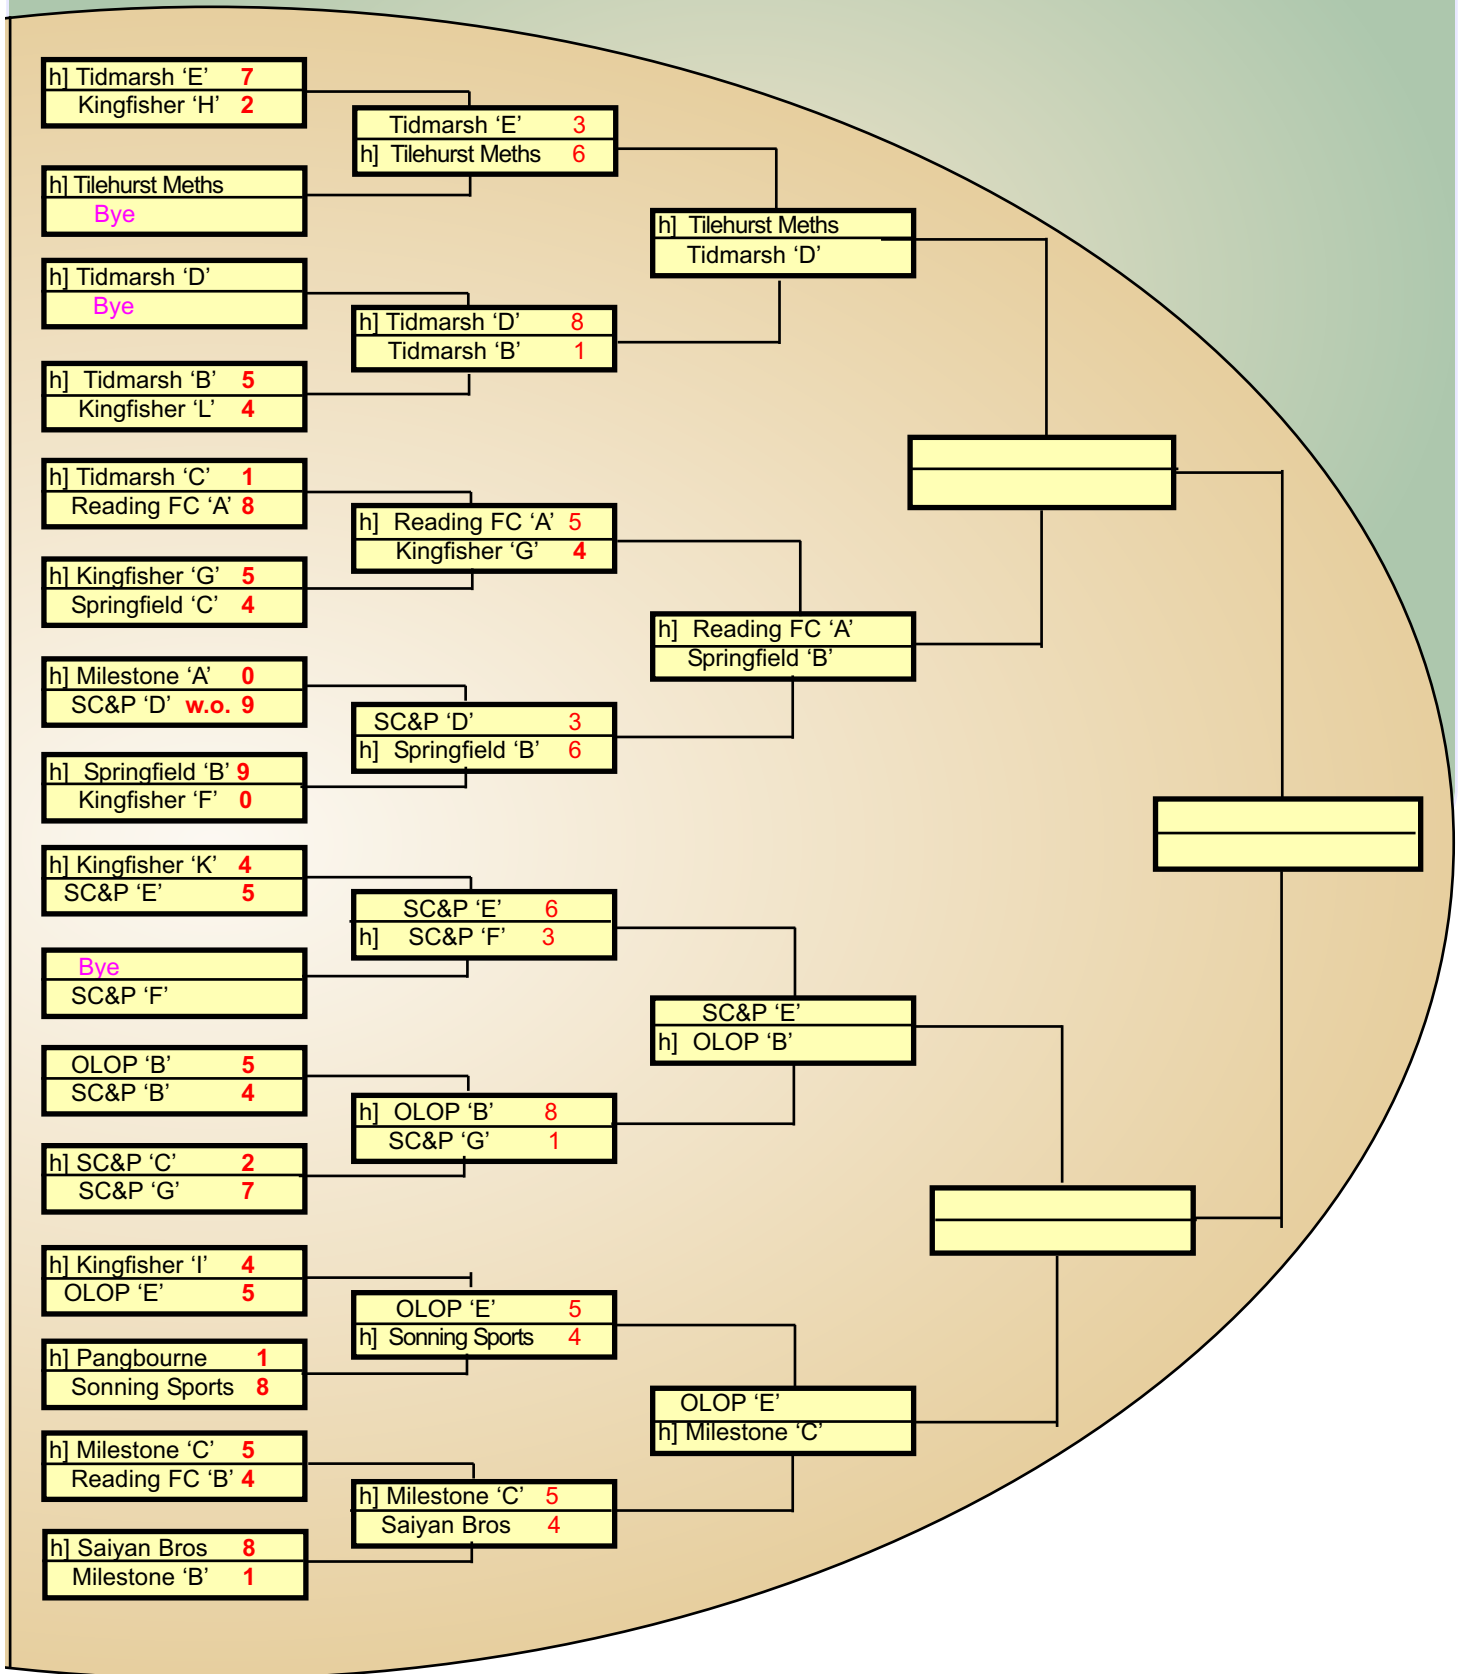 h] Tidmarsh ‘E’ 7
Kingfisher ‘H’ 2
h] Tilehurst Meths
Bye
h] Tidmarsh ‘D’
Bye
h] Tidmarsh ‘B’ 5
Kingfisher ‘L’ 4
h] Tidmarsh ‘C’ 1
Reading FC ‘A’ 8
h] Kingfisher ‘G’ 5
Springfield ‘C’ 4
h] Milestone ‘A’ 0
SC&P ‘D’ w.o. 9
h] Springfield ‘B’ 9
Kingfisher ‘F’ 0
h] Kingfisher ‘K’ 4
SC&P ‘E’ 5
Bye
SC&P ‘F’
OLOP ‘B’ 5
SC&P ‘B’ 4
h] SC&P ‘C’ 2
SC&P ‘G’ 7
h] Kingfisher ‘I’ 4
OLOP ‘E’ 5
h] Pangbourne 1
Sonning Sports 8
h] Milestone ‘C’ 5
Reading FC ‘B’ 4
h] Saiyan Bros 8
Milestone ‘B’ 1
Tidmarsh ‘E’ 3
h] Tilehurst Meths 6
h] Tidmarsh ‘D’ 8
Tidmarsh ‘B’ 1
h] Reading FC ‘A’ 5
Kingfisher ‘G’ 4
SC&P ‘D’ 3
h] Springfield ‘B’ 6
SC&P ‘E’ 6
h] SC&P ‘F’ 3
h] OLOP ‘B’ 8
SC&P ‘G’ 1
OLOP ‘E’ 5
h] Sonning Sports 4
h] Milestone ‘C’ 5
Saiyan Bros 4
h] Tilehurst Meths
Tidmarsh ‘D’
h] Reading FC ‘A’
Springfield ‘B’
SC&P ‘E’
h] OLOP ‘B’
OLOP ‘E’
h] Milestone ‘C’